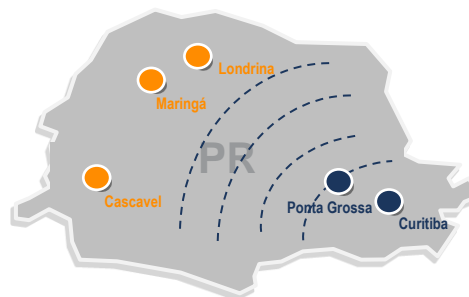 Londrina
Maringá
PR
Cascavel
Ponta Grossa
Curitiba